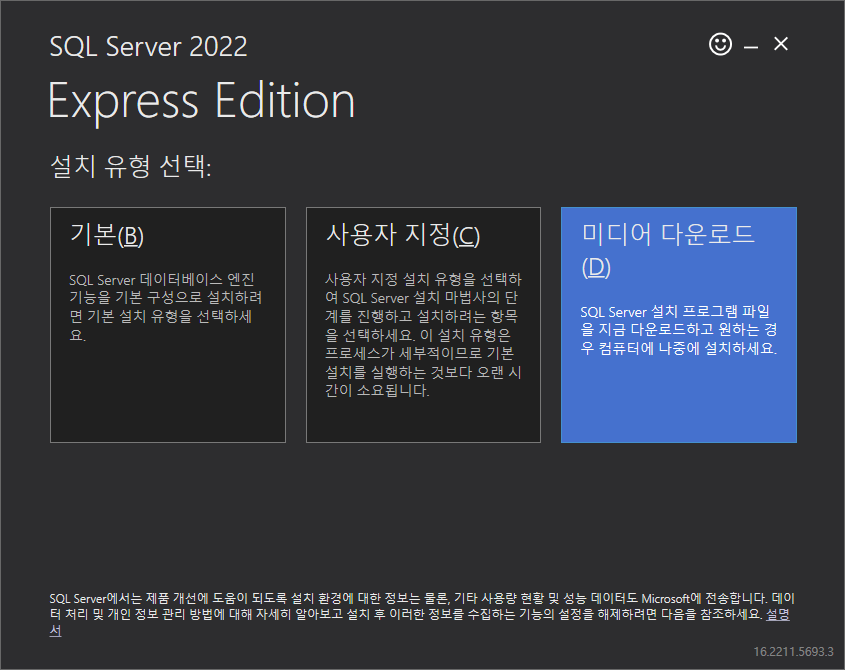 SQL Server 2022
Express Edition
설치 유형 선택:
기본(B)
SQL Server 데이터베이스 엔진
기능을 기본 구성으로 설치하려
면 기본 설치 유형을 선택하세
요.
사용자 지정(C)
사용자 지정 설치 유형을 선택하
여 SQL Server 설치 마법사의 단
계를 진행하고 설치하려는 항목
을 선택하세요. 이 설치 유형은
프로세스가 세부적이므로 기본
설치를 실행하는 것보다 오랜 시
간이 소요됩니다.
미디어 다운로드
(D)
SQL Server 설치 프로그램 파일
을 지금 다운로드하고 원하는 경
우 컴퓨터에 나중에 설치하세요.
SQL Server에서는 제품 개선에 도움이 되도록 설치 환경에 대한 정보는 물론, 기타 사용량 현황 및 성능 데이터도 Microsoft에 전송합니다. 데이
터 처리 및 개인 정보 관리 방법에 대해 자세히 알아보고 설치 후 이러한 정보를 수집하는 기능의 설정을 해제하려면 다음을 참조하세요. 설명
서
16.2211.5693.3